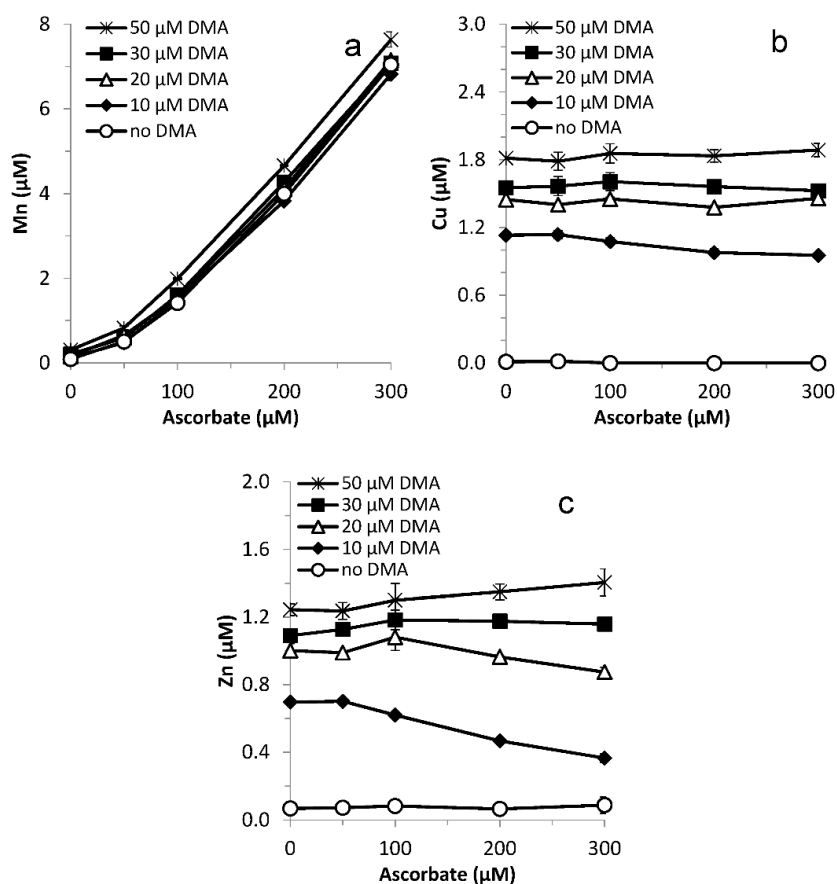 8
6
4
2
0
Mn (µM)
50 µM DMA
30 µM DMA
20 µM DMA
10 µM DMA
no DMA
a
0 100 200 300
Ascorbate (µM)
3.0
2.4
1.8
1.2
0.6
0.0
Cu (µM)
50 µM DMA
30 µM DMA
20 µM DMA
10 µM DMA
no DMA
b
0 100 200 300
Ascorbate (µM)
2.0
1.6
1.2
0.8
0.4
0.0
Zn (µM)
50 µM DMA
30 µM DMA
20 µM DMA
10 µM DMA
no DMA
c
0 100 200 300
Ascorbate (µM)